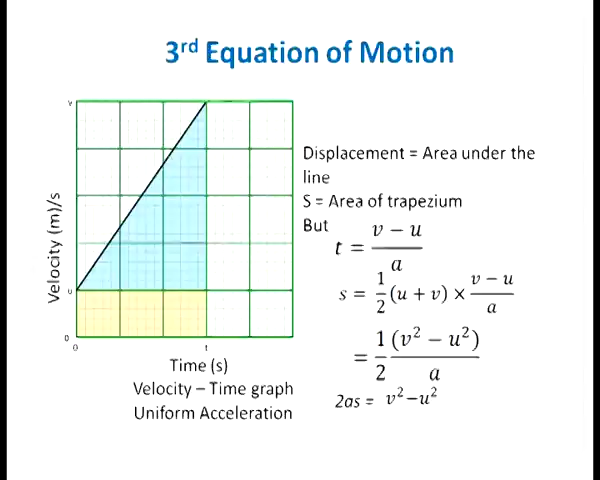 3rd Equation of Motion
v
u
0
0
t
Velocity (m)/s
Time (s)
Velocity – Time graph
Uniform Acceleration
Displacement = Area under the
line
S = Area of trapezium
But
t = (v − u)/a
s = 1/2 (u + v) × (v − u)/a
= 1/2 (v² − u²)/a
2as = v²−u²